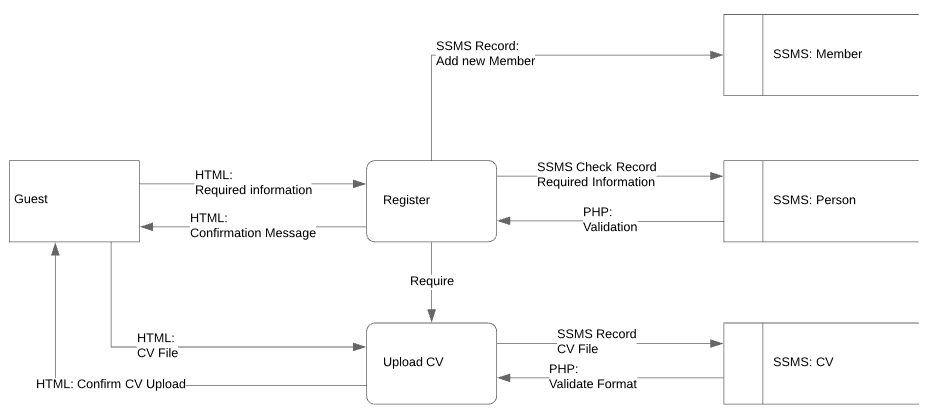 SSMS Record:
Add new Member
SSMS: Member
HTML:
Required information
SSMS Check Record
Required Information
Guest
Register
SSMS: Person
HTML:
Confirmation Message
PHP:
Validation
Require
HTML:
CV File
SSMS Record
CV File
Upload CV
SSMS: CV
PHP:
Validate Format
HTML: Confirm CV Upload